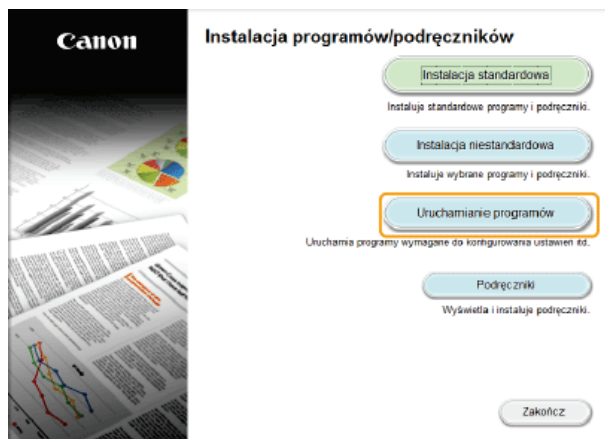 Canon
Instalacja programów/podręczników
Instalacja standardowa
Instaluje standardowe programy i podręczniki.
Instalacja niestandardowa
Instaluje wybrane programy i podręczniki.
Uruchamianie programów
Uruchamia programy wymagane do konfigurowania ustawień itd.
Podręczniki
Wyświetla i instaluje podręczniki.
Zakończ